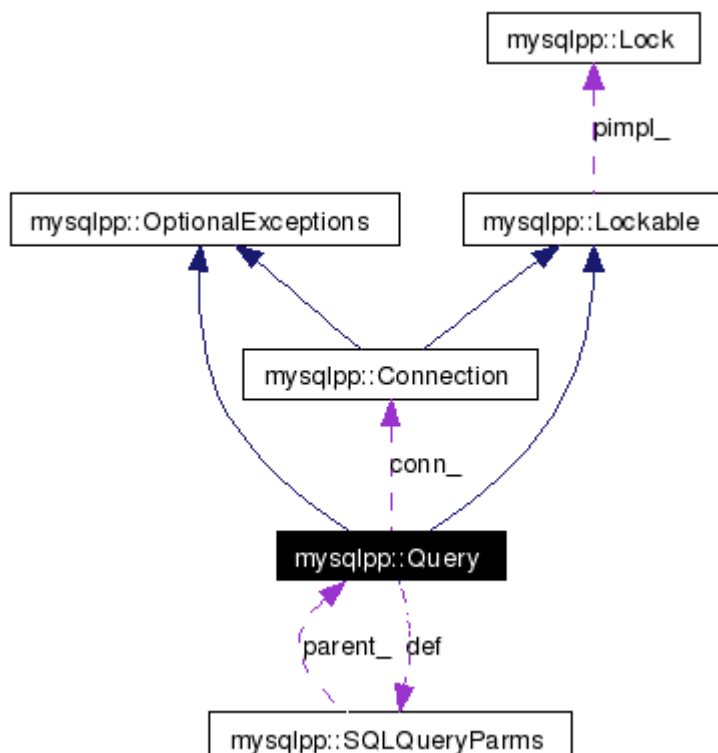 mysqlpp::Lock
pimpl_
mysqlpp::OptionalExceptions
mysqlpp::Lockable
mysqlpp::Connection
conn_
mysqlpp::Query
parent_
def
mysqlpp::SQLQueryParms